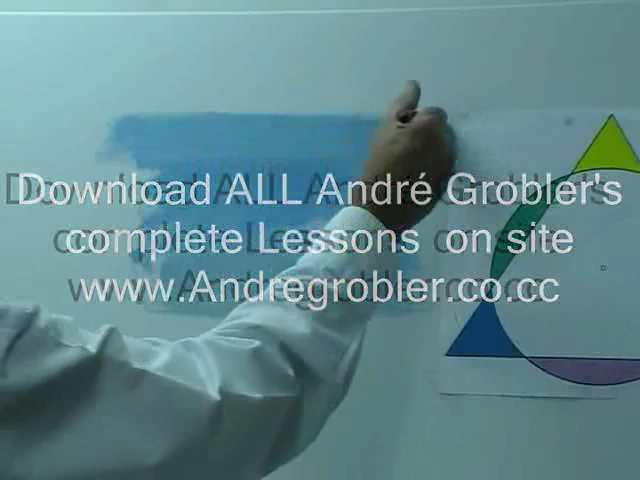 Download ALL André Grobler's
complete Lessons on site
www.Andregrobler.co.cc